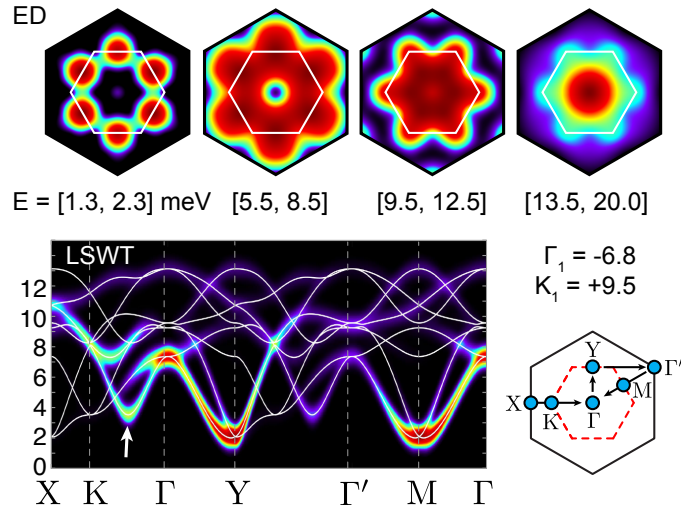 ED
E = [1.3, 2.3] meV [5.5, 8.5] [9.5, 12.5] [13.5, 20.0]
LSWT
Γ₁ = -6.8
K₁ = +9.5
12
10
8
6
4
2
0
X K Γ Y Γ′ M Γ
Y Γ′
M
X K Γ